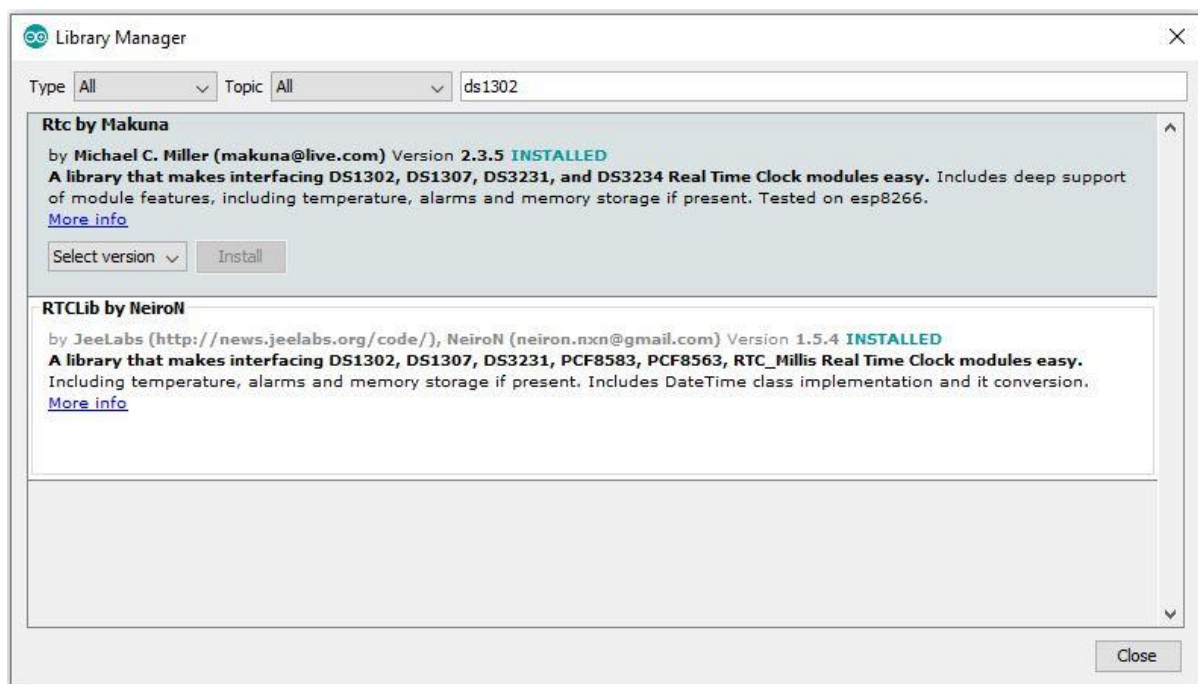 Library Manager
Type All Topic All ds1302
Rtc by Makuna
by Michael C. Miller (makuna@live.com) Version 2.3.5 INSTALLED
A library that makes interfacing DS1302, DS1307, DS3231, and DS3234 Real Time Clock modules easy. Includes deep support
of module features, including temperature, alarms and memory storage if present. Tested on esp8266.
More info
Select version Install
RTCLib by NeiroN
by JeeLabs (http://news.jeelabs.org/code/), NeiroN (neiron.nxn@gmail.com) Version 1.5.4 INSTALLED
A library that makes interfacing DS1302, DS1307, DS3231, PCF8583, PCF8563, RTC_Millis Real Time Clock modules easy.
Including temperature, alarms and memory storage if present. Includes DateTime class implementation and it conversion.
More info
Close